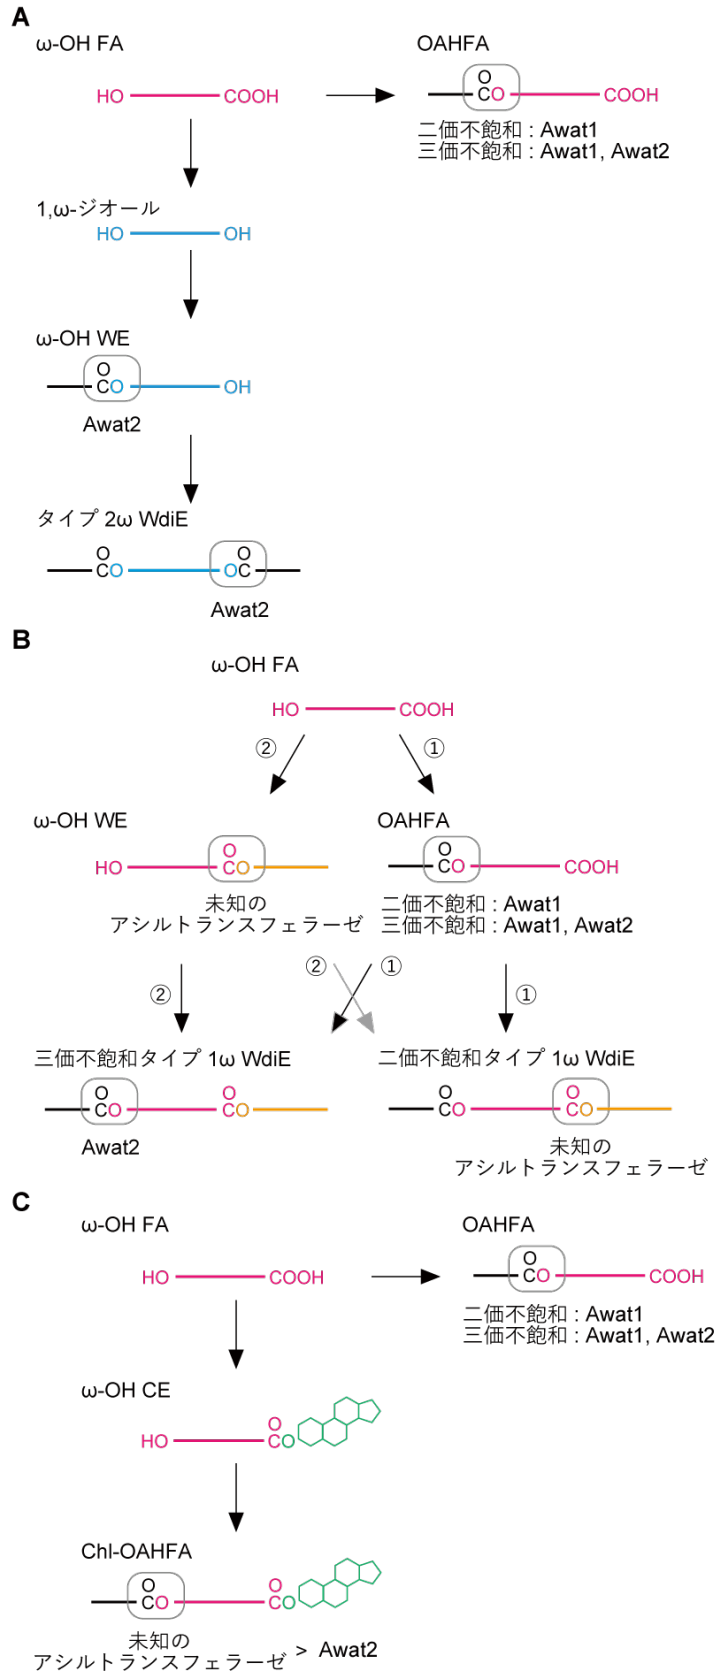 A
ω-OH FA
OAHFA
HO
COOH
O
CO
COOH
二価不飽和 : Awat1
三価不飽和 : Awat1, Awat2
1,ω-ジオール
HO
OH
ω-OH WE
O
CO
OH
Awat2
タイプ 2ω WdiE
O
CO
O
OC
Awat2
B
ω-OH FA
HO
COOH
②
①
ω-OH WE
OAHFA
HO
O
CO
O
CO
COOH
未知の
アシルトランスフェラーゼ
二価不飽和 : Awat1
三価不飽和 : Awat1, Awat2
②
②
①
①
三価不飽和タイプ 1ω WdiE
二価不飽和タイプ 1ω WdiE
O
CO
O
CO
O
CO
O
CO
Awat2
未知の
アシルトランスフェラーゼ
C
ω-OH FA
OAHFA
HO
COOH
O
CO
COOH
二価不飽和 : Awat1
三価不飽和 : Awat1, Awat2
ω-OH CE
HO
O
CO
Chl-OAHFA
O
CO
O
CO
未知の
アシルトランスフェラーゼ > Awat2